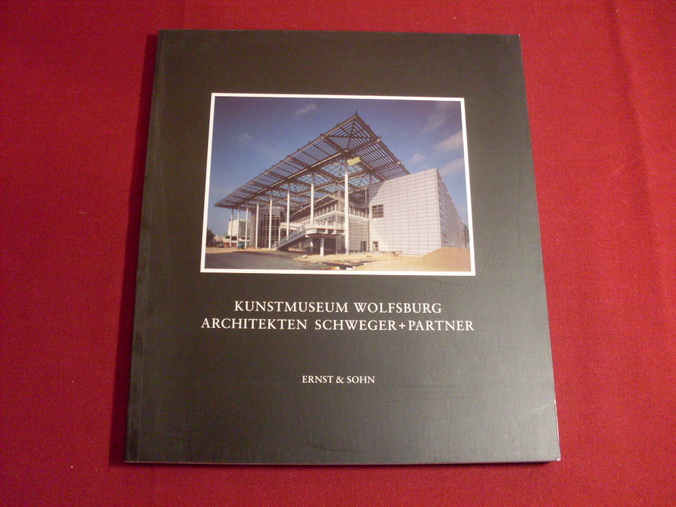 KUNSTMUSEUM WOLFSBURG
ARCHITEKTEN SCHWEGER+PARTNER
ERNST & SOHN